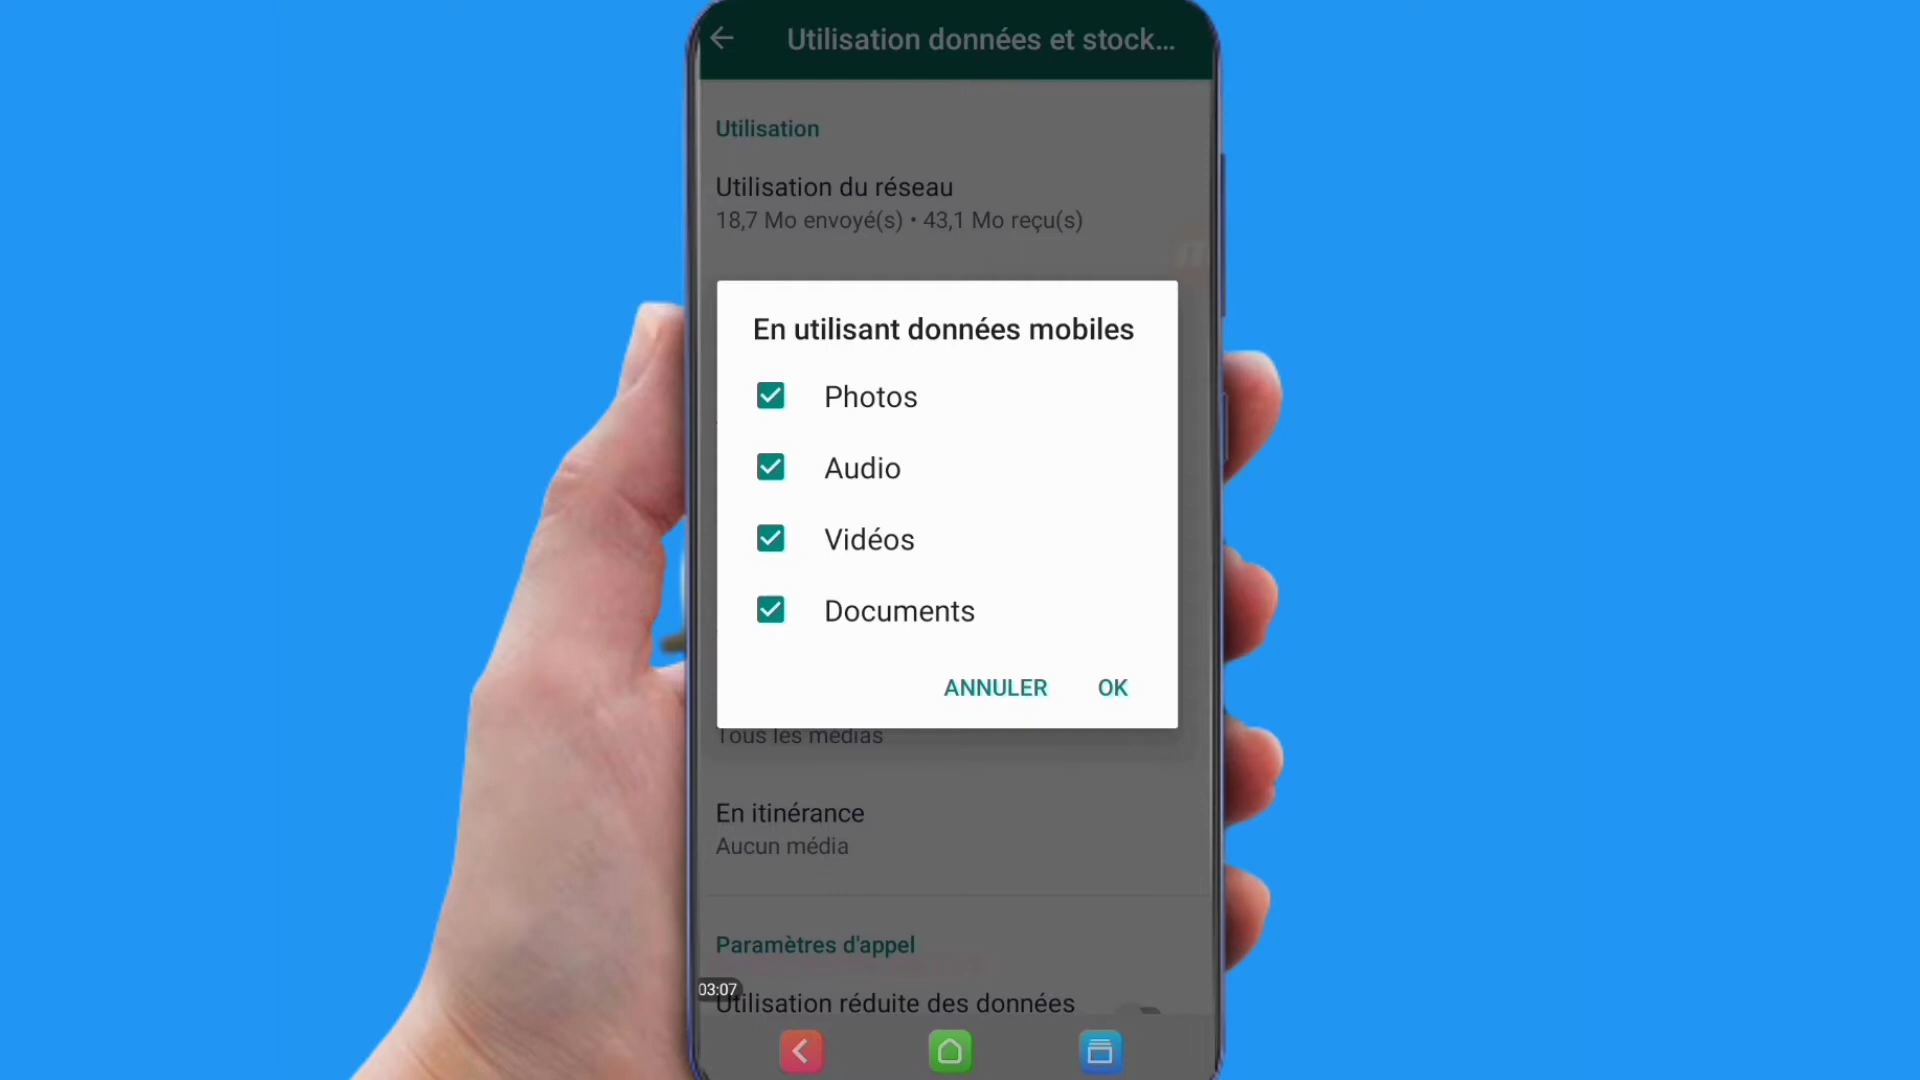 Utilisation données et stock...
Utilisation
Utilisation du réseau
18,7 Mo envoyé(s) • 43,1 Mo reçu(s)
En utilisant données mobiles
Photos
Audio
Vidéos
Documents
ANNULER OK
Tous les médias
En itinérance
Aucun média
Paramètres d'appel
03:07
Utilisation réduite des données